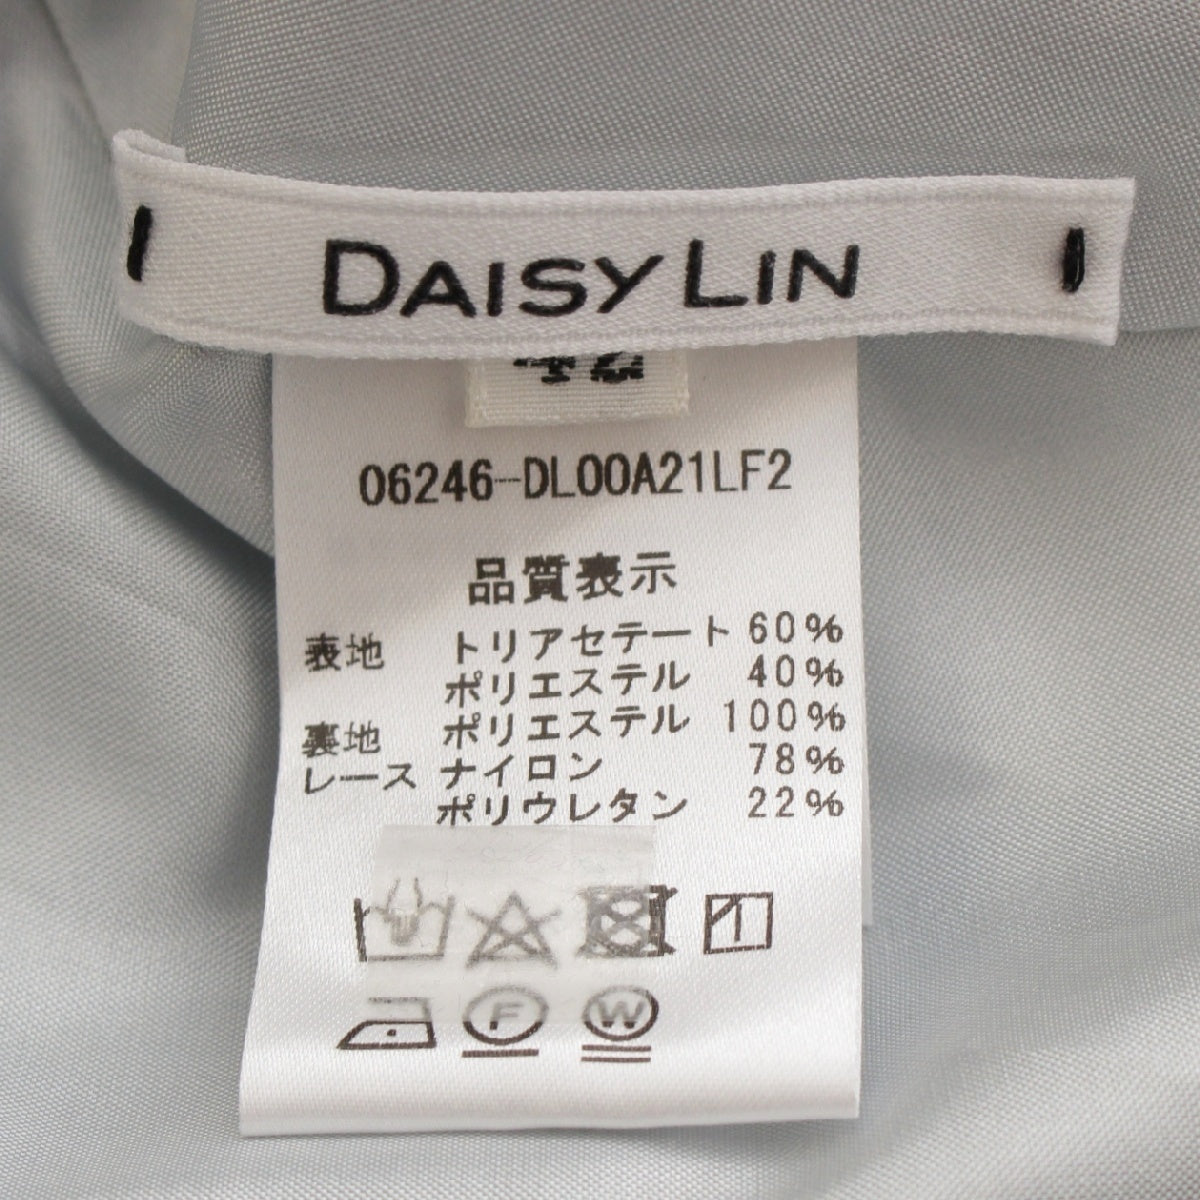 DAISY LIN
42
06246-DL00A21LF2
品質表示
表地 トリアセテート 60%
ポリエステル 40%
裏地 ポリエステル 100%
レース ナイロン 78%
ポリウレタン 22%
F W